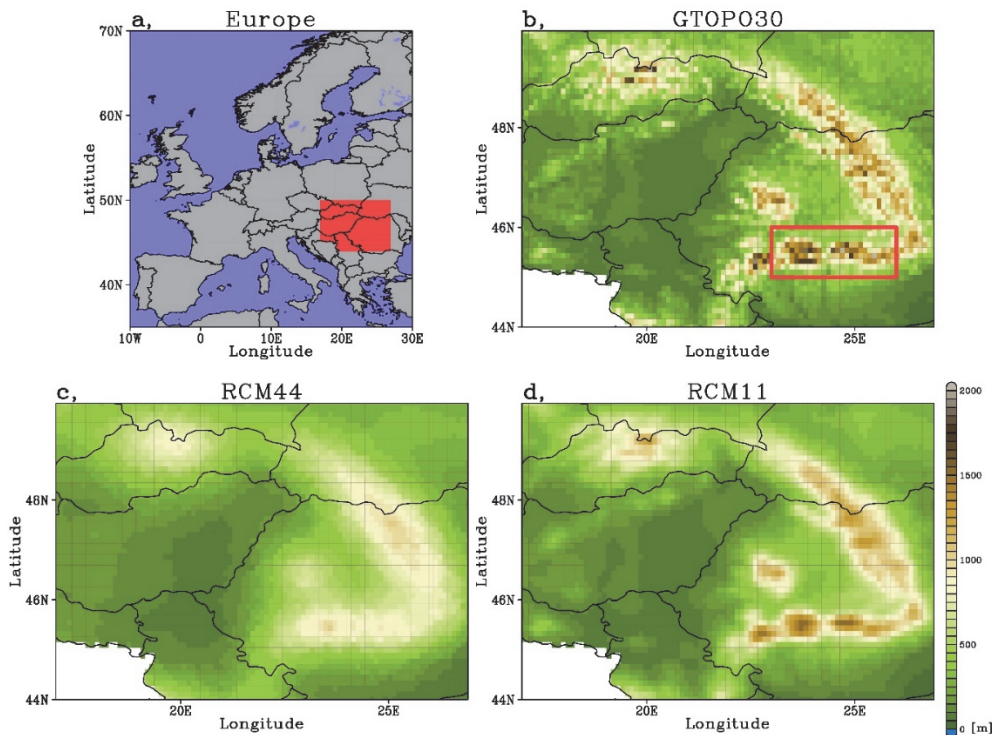 a,
Europe
70N
60N
50N
40N
10W 0 10E 20E 30E
Latitude
Longitude
b,
GTOPO30
48N
46N
44N
20E 25E
Latitude
Longitude
c,
RCM44
48N
46N
44N
20E 25E
Latitude
Longitude
d,
RCM11
48N
46N
44N
20E 25E
Latitude
Longitude
2000
1500
1000
500
0 [m]